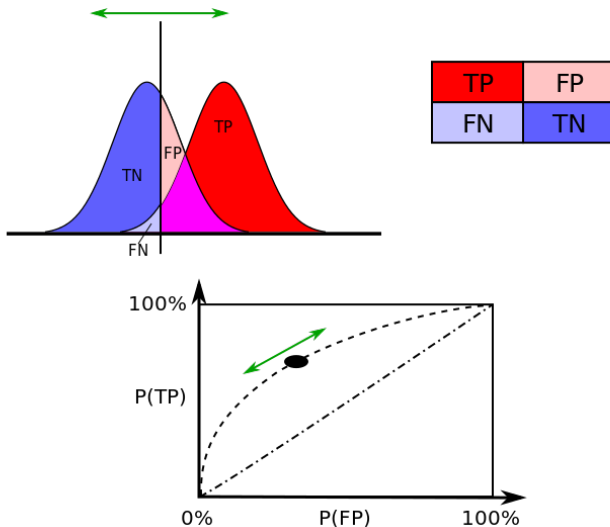 TP FP
FN TN
TP
FP
TN
FN
100%
P(TP)
0% P(FP) 100%